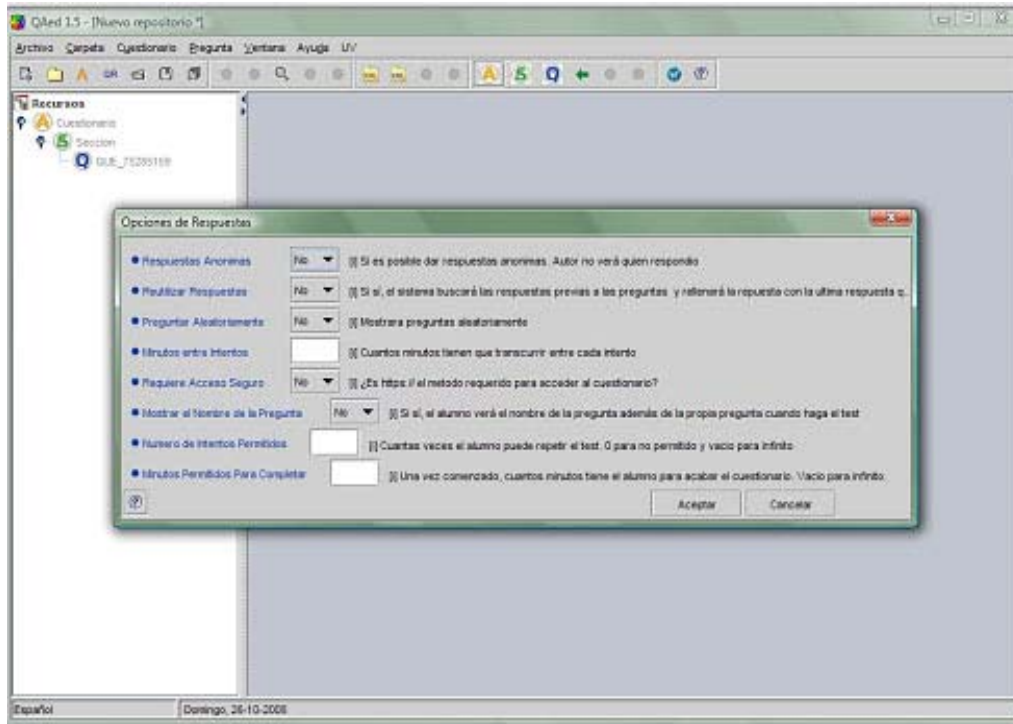 QAed 1.5 - [Nuevo repositorio *]
Archivo Carpeta Cuestionario Pregunta Ventana Ayuda UV
Recursos
Cuestionario
Seccion
QUE_75285159
Opciones de Respuestas
Respuestas Anonimas No [i] Si es posible dar respuestas anonimas. Autor no verá quien respondio
Reutilizar Respuestas No [i] Si sí, el sistema buscará las respuestas previas a las preguntas y rellenará la repuesta con la ultima respuesta q..
Preguntar Aleatoriamente No [i] Mostrara preguntas aleatoriamente
Minutos entre Intentos [i] Cuantos minutos tienen que transcurrir entre cada intento
Requiere Acceso Seguro No [i] ¿Es https:// el metodo requerido para acceder al cuestionario?
Mostrar el Nombre de la Pregunta No [i] Si sí, el alumno verá el nombre de la pregunta además de la propia pregunta cuando haga el test
Numero de Intentos Permitidos [i] Cuantas veces el alumno puede repetir el test. 0 para no permitido y vacio para infinito
Minutos Permitidos Para Completar [i] Una vez comenzado, cuantos minutos tiene el alumno para acabar el cuestionario. Vacio para infinito.
Aceptar Cancelar
Español Domingo, 26-10-2008